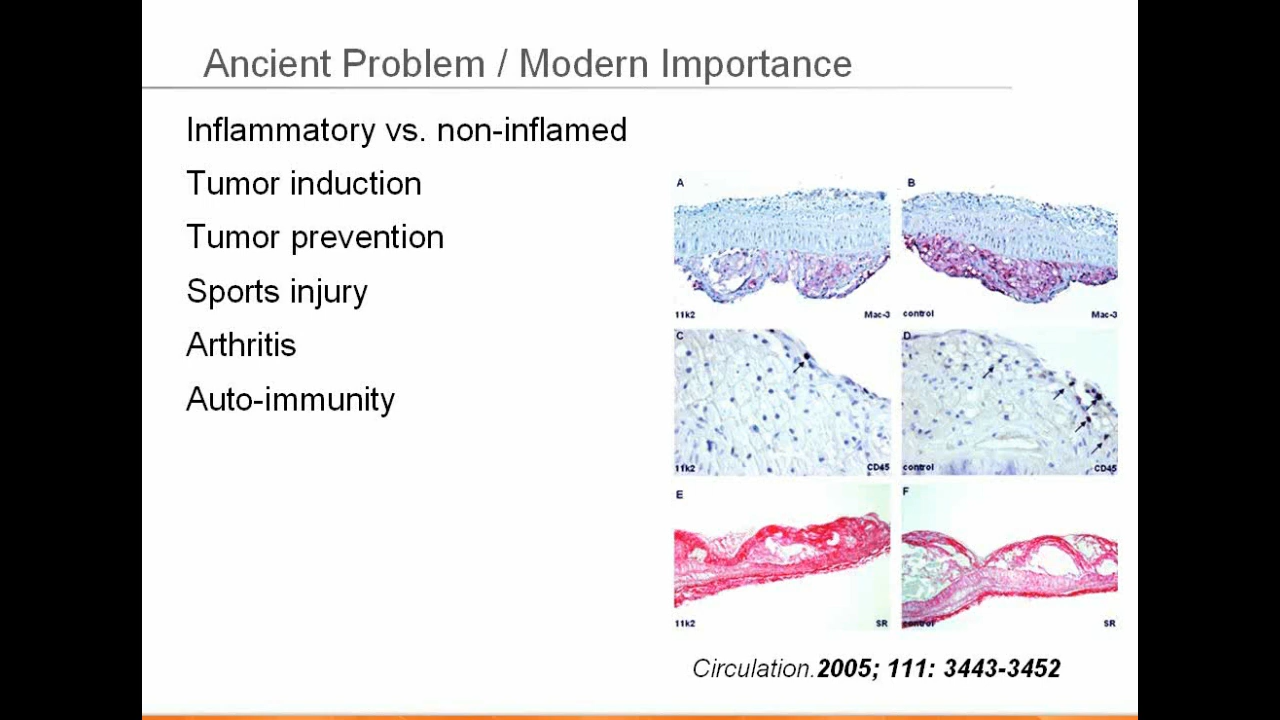 Ancient Problem / Modern Importance
Inflammatory vs. non-inflamed
Tumor induction
Tumor prevention
Sports injury
Arthritis
Auto-immunity
A
B
11k2
Mac-3
control
Mac-3
C
D
11k2
CD45
control
CD45
E
F
11k2
SR
control
SR
Circulation.2005; 111: 3443-3452